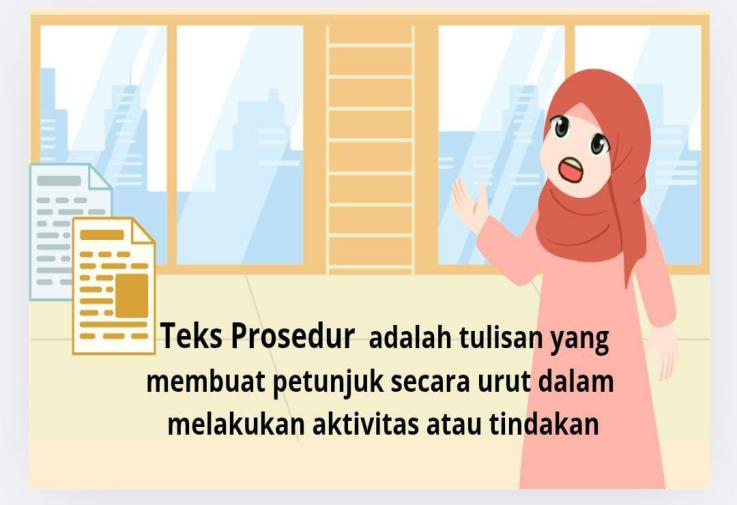 Teks Prosedur adalah tulisan yang
membuat petunjuk secara urut dalam
melakukan aktivitas atau tindakan